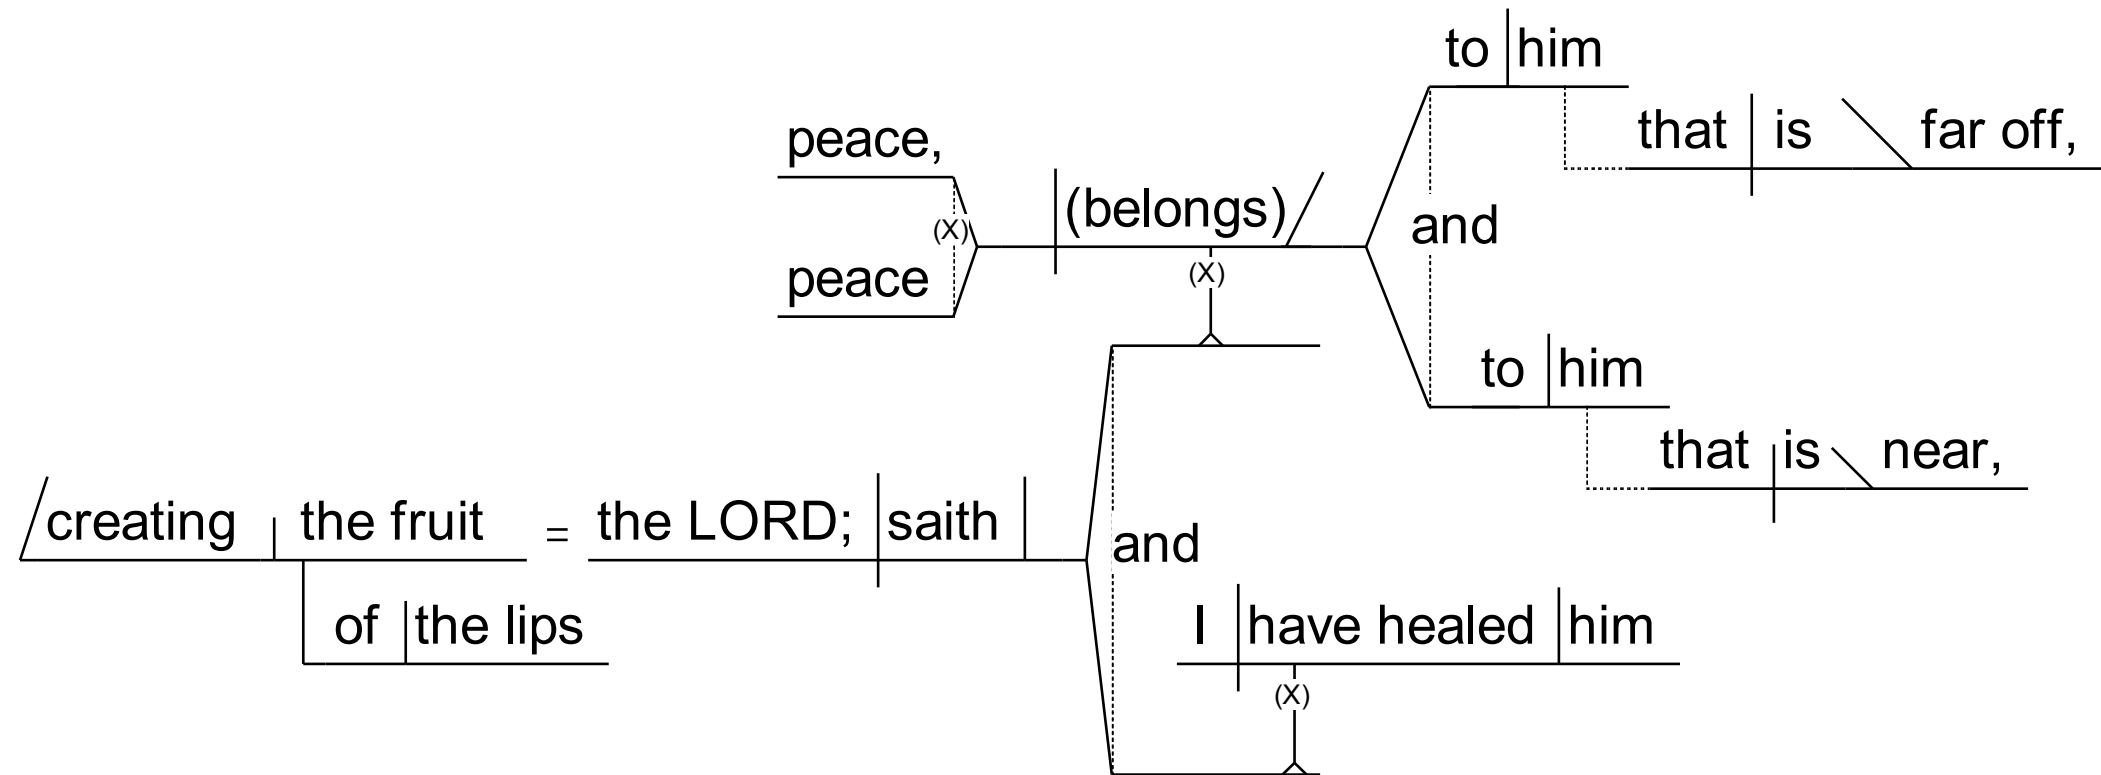 to him
that is far off,
peace,
(X)
(belongs)
and
peace
(X)
to him
that is near,
creating the fruit = the LORD; saith
and
of the lips
I have healed him
(X)